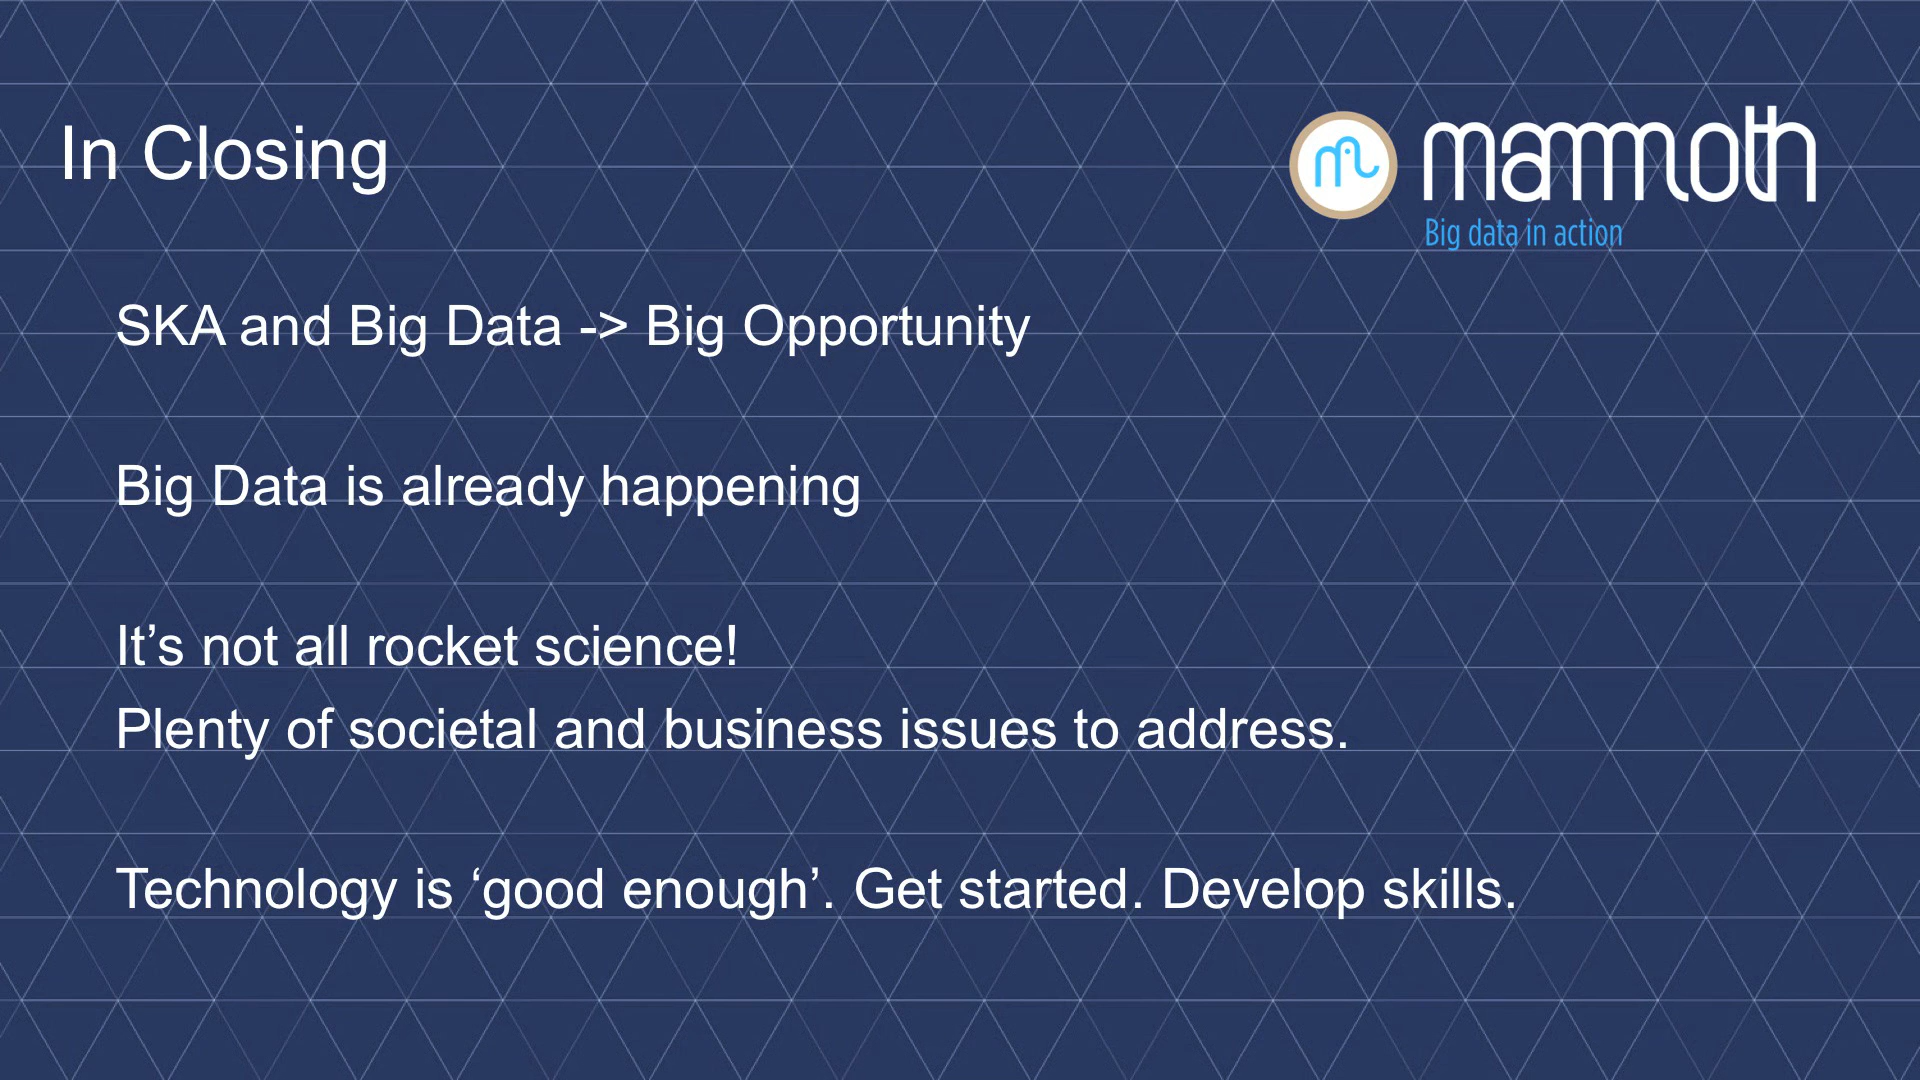 In Closing
mammoth
Big data in action
SKA and Big Data -> Big Opportunity
Big Data is already happening
It’s not all rocket science!
Plenty of societal and business issues to address.
Technology is ‘good enough’. Get started. Develop skills.